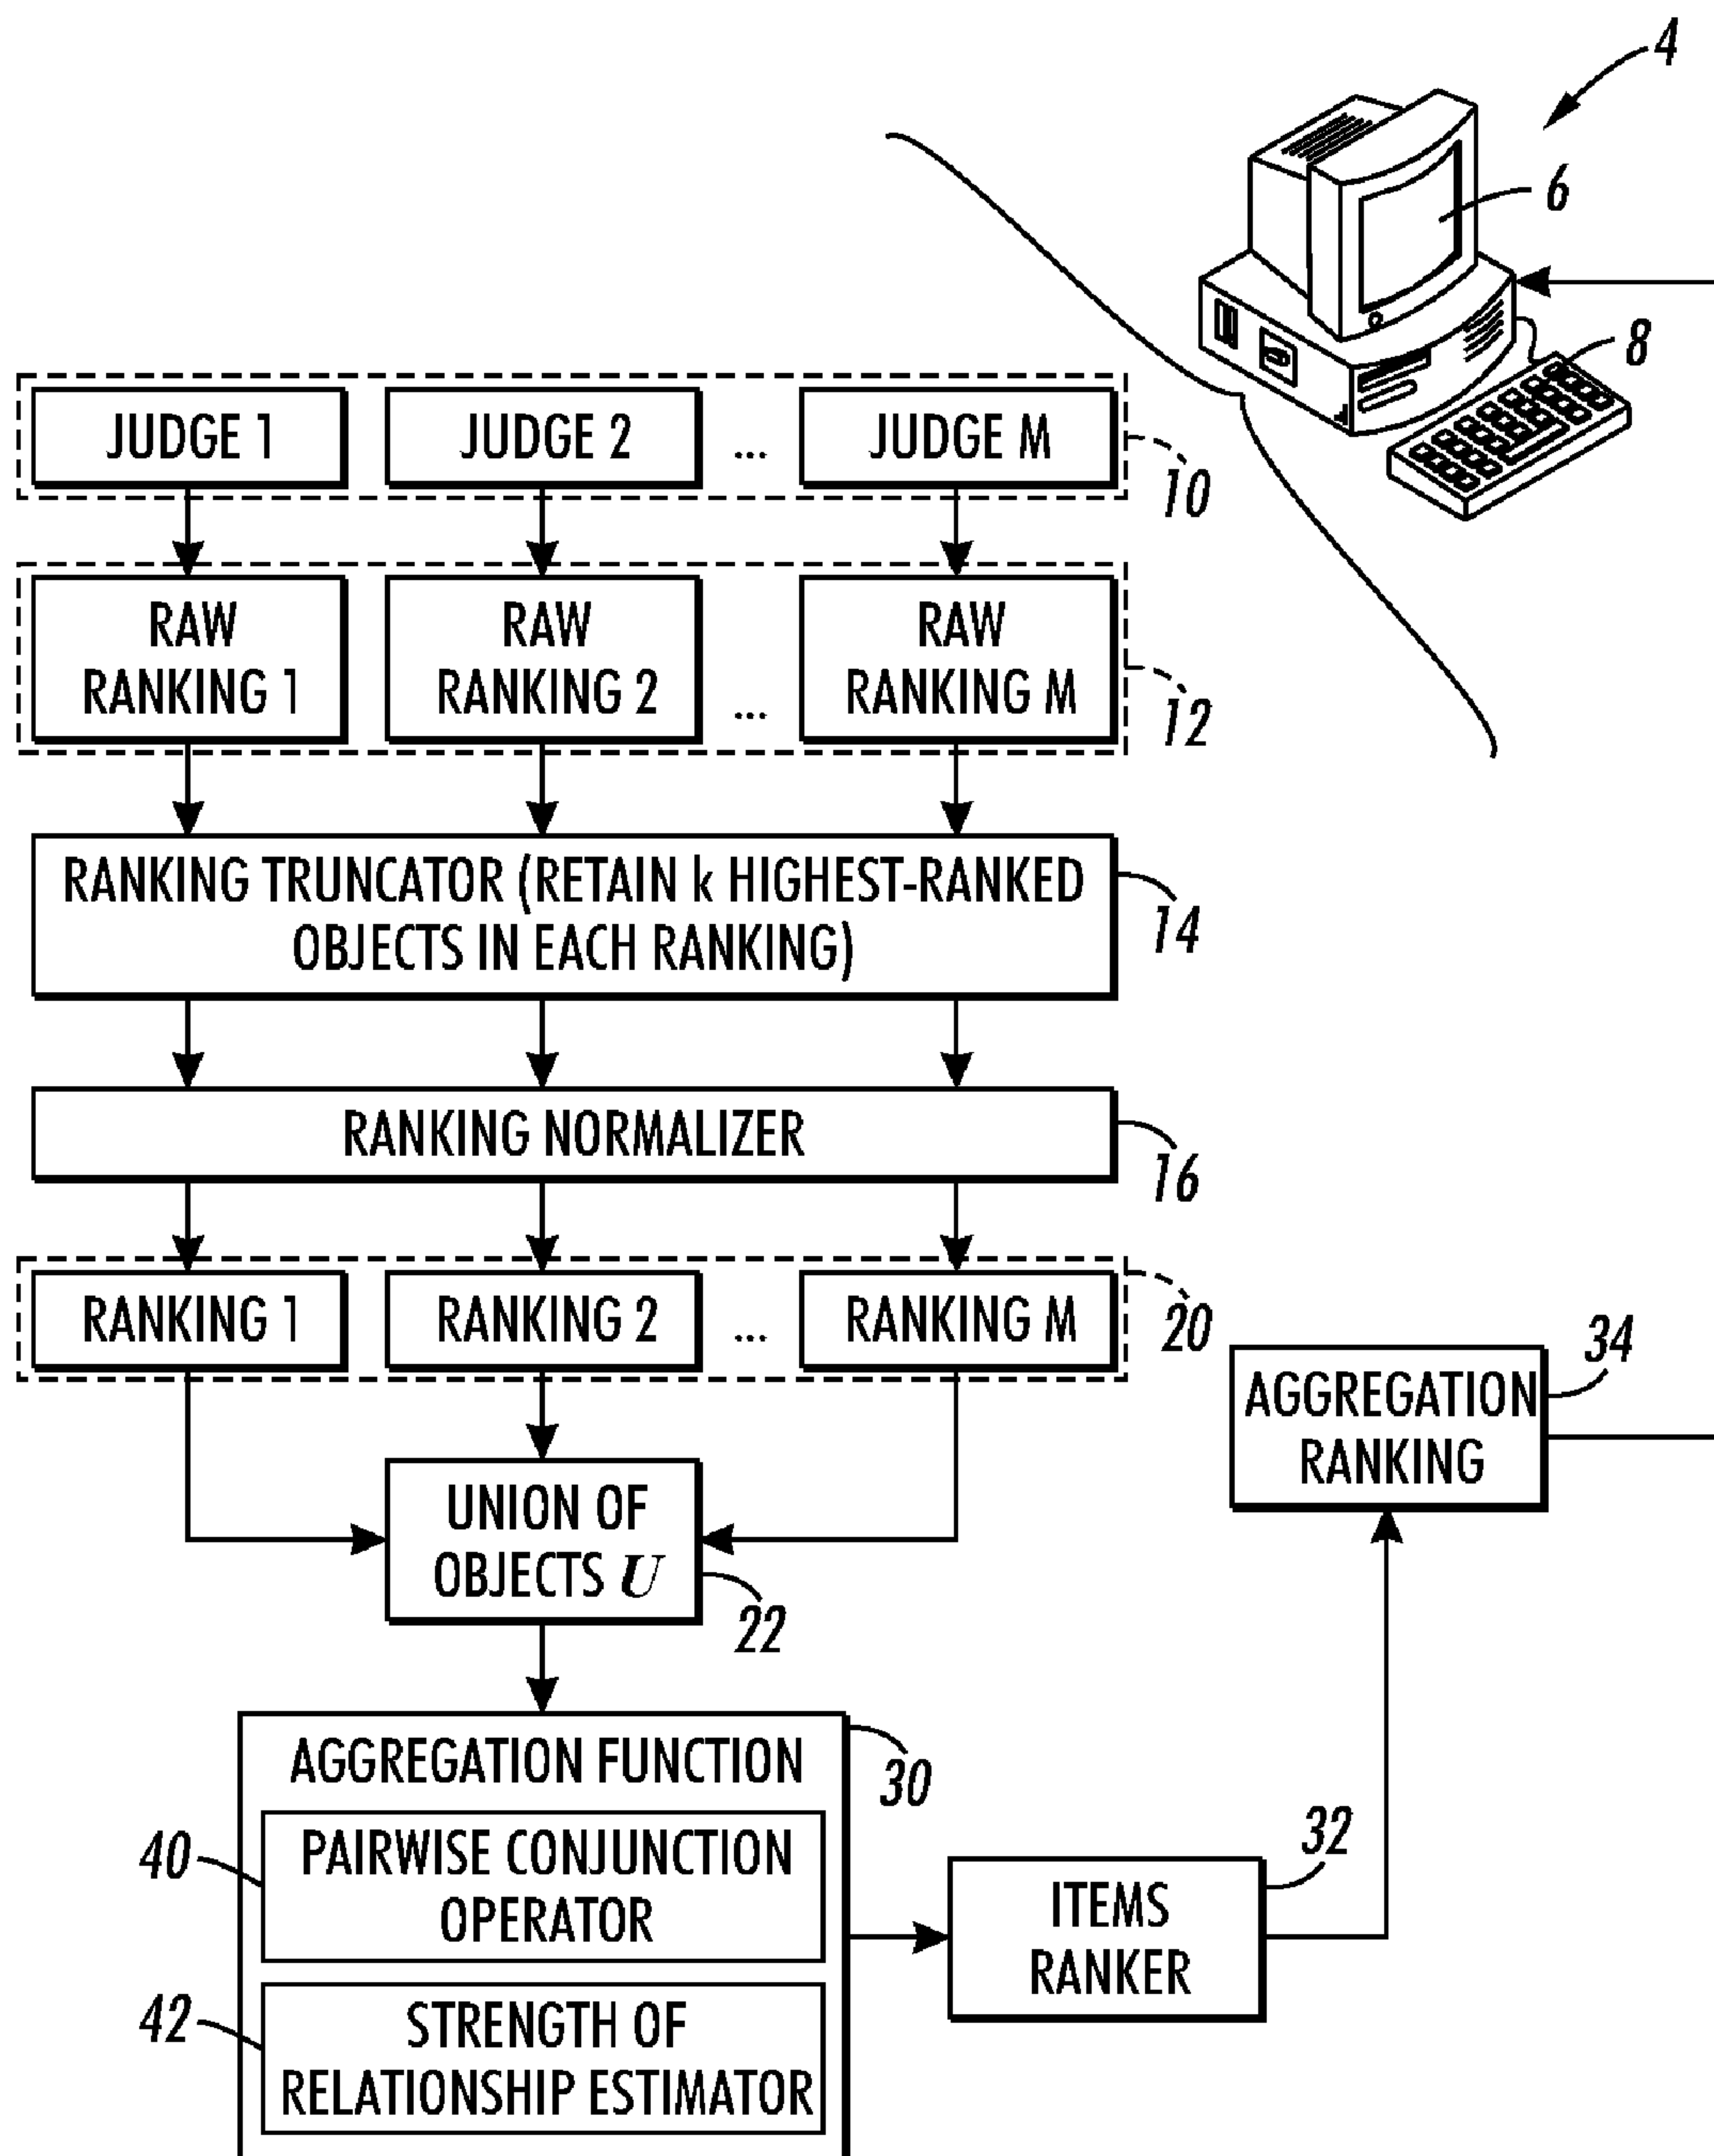 4
6
8
JUDGE 1
JUDGE 2
...
JUDGE M
10
RAW
RANKING 1
RAW
RANKING 2
...
RAW
RANKING M
12
RANKING TRUNCATOR (RETAIN k HIGHEST-RANKED
OBJECTS IN EACH RANKING)
14
RANKING NORMALIZER
16
RANKING 1
RANKING 2
...
RANKING M
20
UNION OF
OBJECTS U
22
AGGREGATION
RANKING
34
AGGREGATION FUNCTION
30
PAIRWISE CONJUNCTION
OPERATOR
40
STRENGTH OF
RELATIONSHIP ESTIMATOR
42
ITEMS
RANKER
32